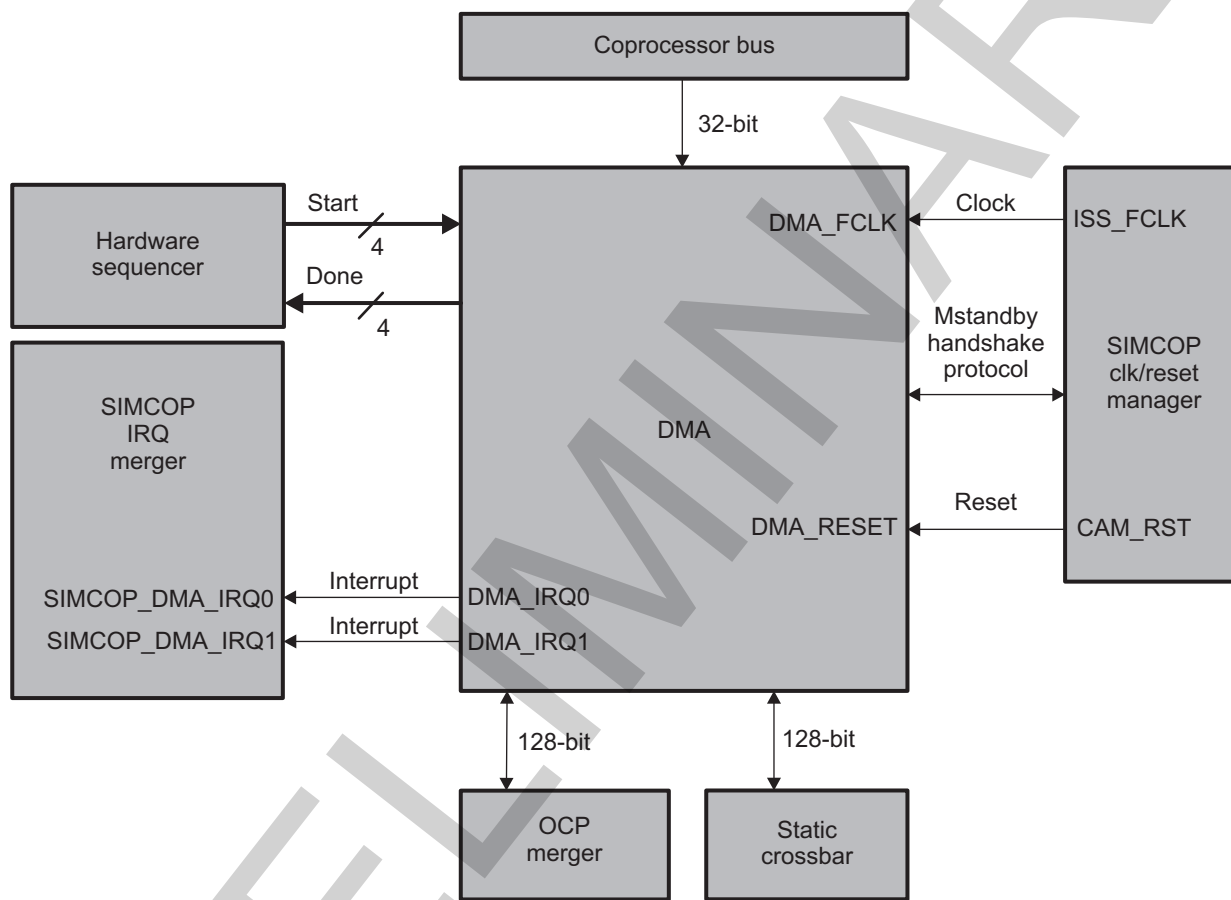 Coprocessor bus
32-bit
Hardware
sequencer
Start
4
Done
4
DMA_FCLK
Clock
ISS_FCLK
Mstandby
handshake
protocol
SIMCOP
clk/reset
manager
SIMCOP
IRQ
merger
DMA
DMA_RESET
Reset
CAM_RST
SIMCOP_DMA_IRQ0
Interrupt
DMA_IRQ0
SIMCOP_DMA_IRQ1
Interrupt
DMA_IRQ1
128-bit
128-bit
OCP
merger
Static
crossbar
ELIMINAR